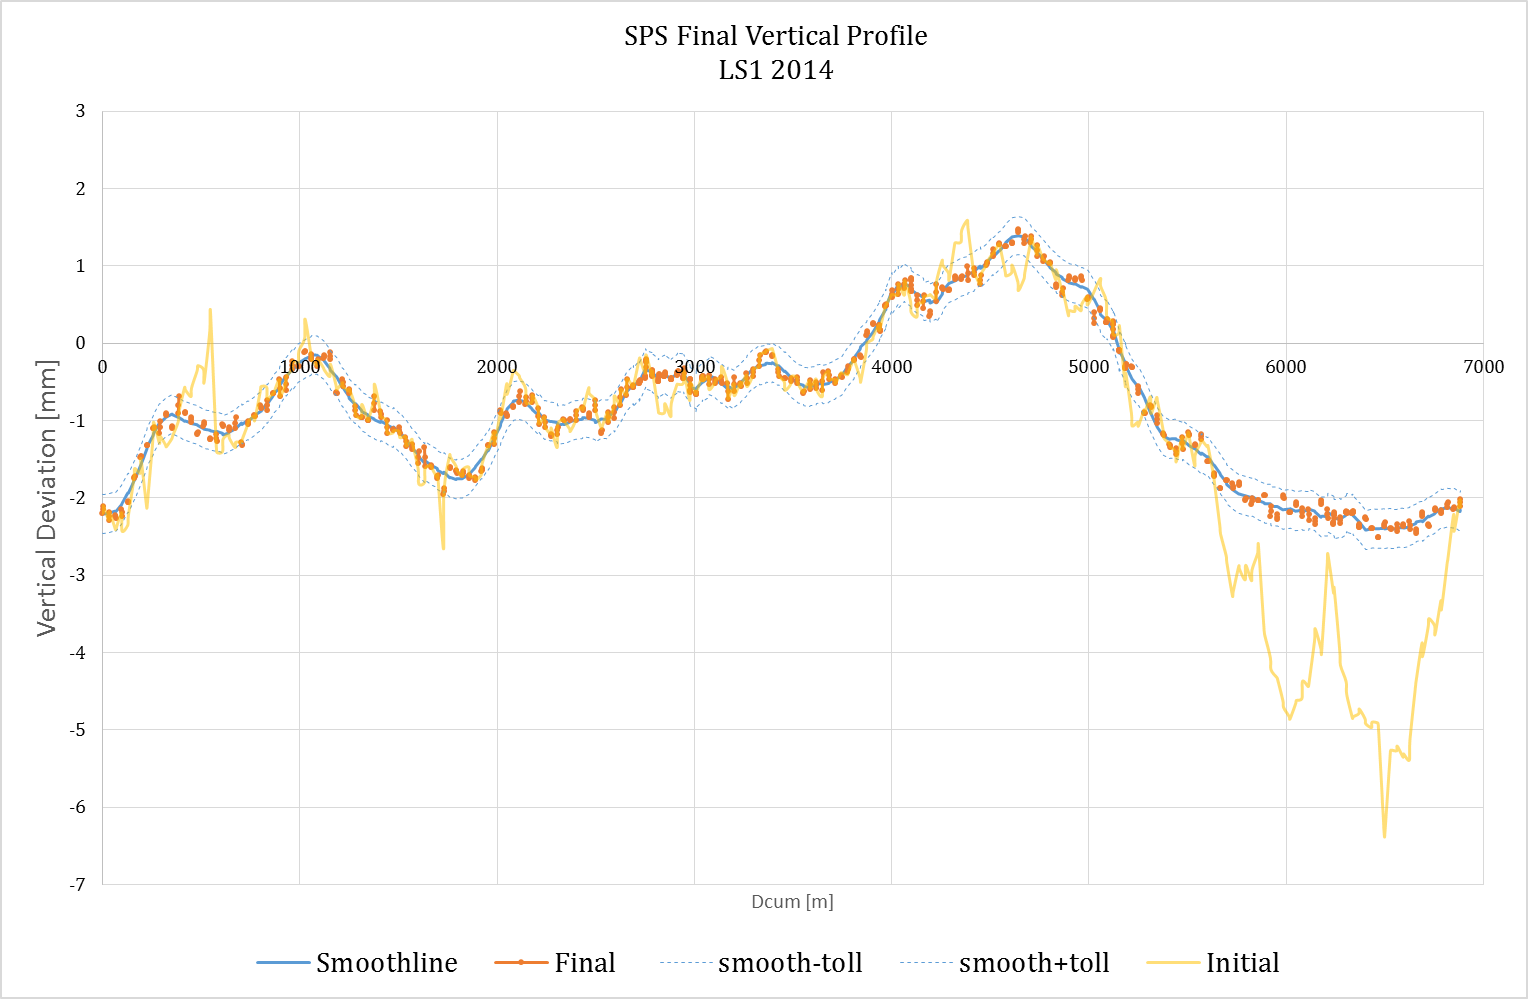 SPS Final Vertical Profile
LS1 2014
3
2
1
0
-1
-2
-3
-4
-5
-6
-7
Vertical Deviation [mm]
0 1000 2000 3000 4000 5000 6000 7000
Dcum [m]
Smoothline Final smooth-toll smooth+toll Initial